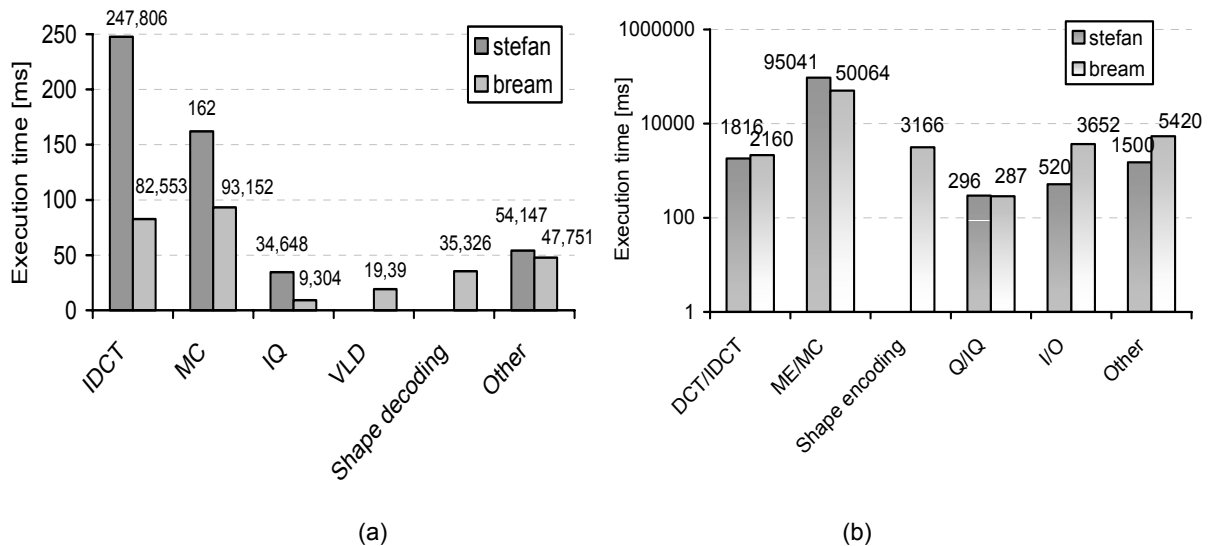 Execution time [ms]
250
200
150
100
50
0
247,806
82,553
162
93,152
34,648
9,304
19,39
35,326
54,147
47,751
stefan
bream
IDCT
MC
IQ
VLD
Shape decoding
Other
(a)
Execution time [ms]
1000000
10000
100
1
1816
2160
95041
50064
3166
296
287
520
3652
1500
5420
stefan
bream
DCT/IDCT
ME/MC
Shape encoding
Q/IQ
I/O
Other
(b)